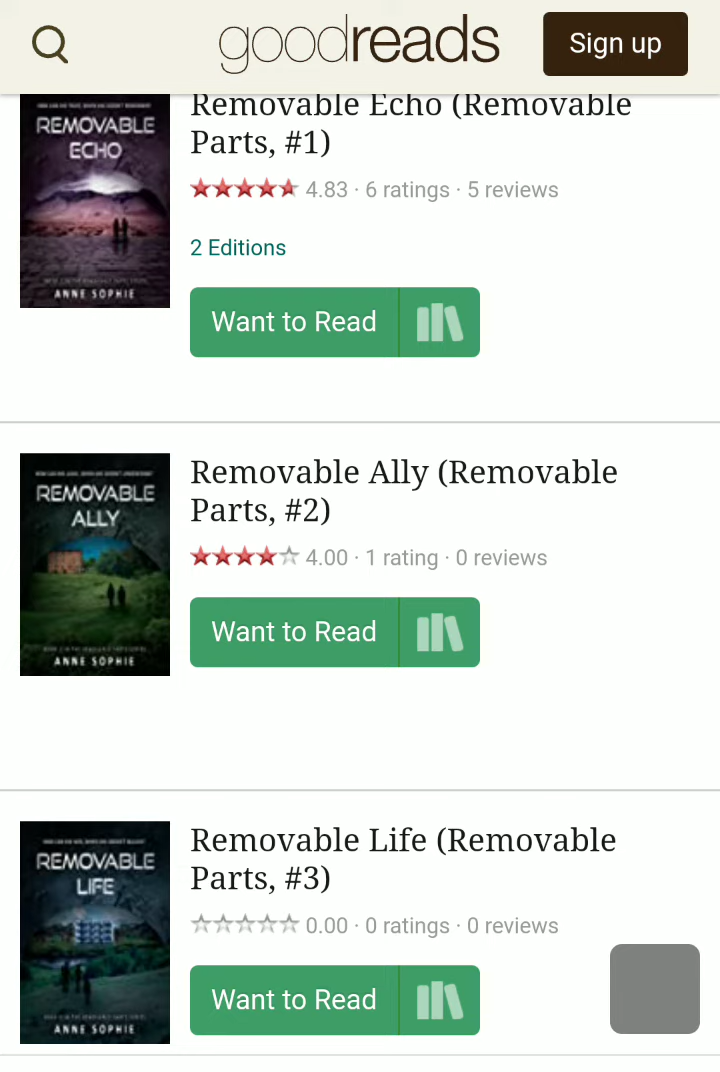 goodreads
Sign up
REMOVABLE
ECHO
ANNE SOPHIE
Removable Echo (Removable
Parts, #1)
4.83 · 6 ratings · 5 reviews
2 Editions
Want to Read
REMOVABLE
ALLY
ANNE SOPHIE
Removable Ally (Removable
Parts, #2)
4.00 · 1 rating · 0 reviews
Want to Read
REMOVABLE
LIFE
ANNE SOPHIE
Removable Life (Removable
Parts, #3)
0.00 · 0 ratings · 0 reviews
Want to Read